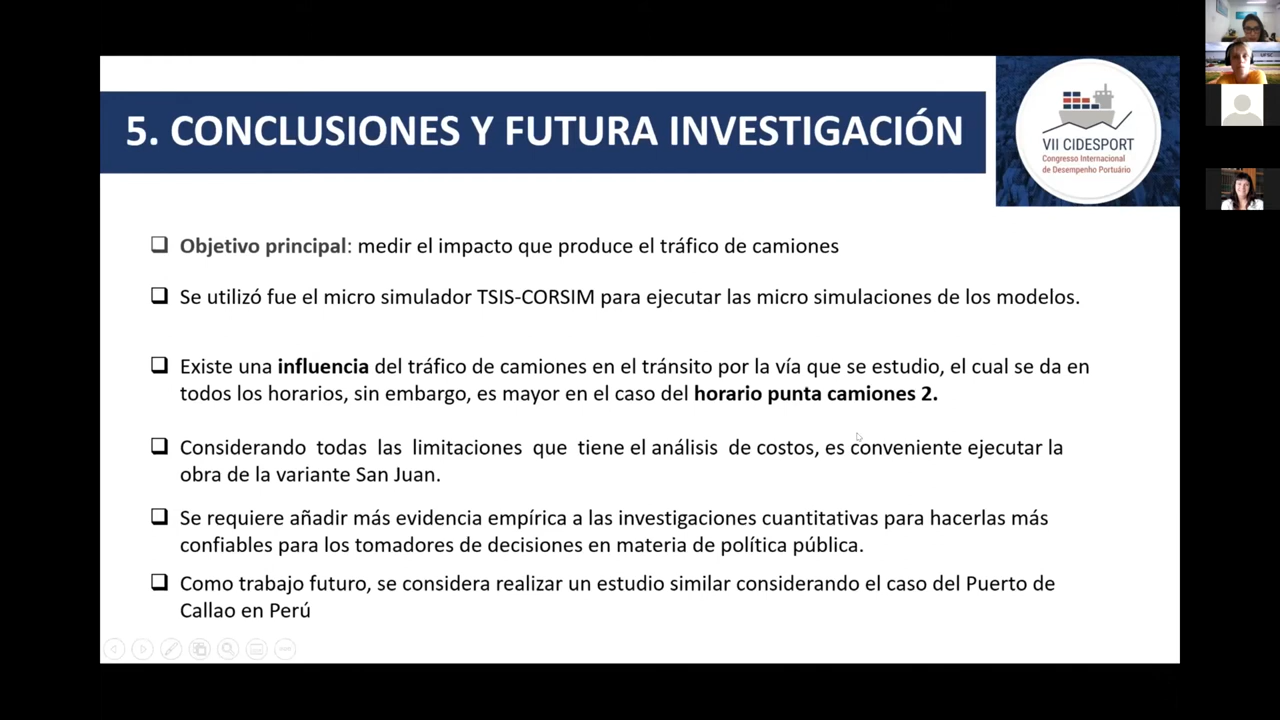 5. CONCLUSIONES Y FUTURA INVESTIGACIÓN
VII CIDESPORT
Congresso Internacional
de Desempenho Portuário
Objetivo principal: medir el impacto que produce el tráfico de camiones
Se utilizó fue el micro simulador TSIS-CORSIM para ejecutar las micro simulaciones de los modelos.
Existe una influencia del tráfico de camiones en el tránsito por la vía que se estudio, el cual se da en
todos los horarios, sin embargo, es mayor en el caso del horario punta camiones 2.
Considerando todas las limitaciones que tiene el análisis de costos, es conveniente ejecutar la
obra de la variante San Juan.
Se requiere añadir más evidencia empírica a las investigaciones cuantitativas para hacerlas más
confiables para los tomadores de decisiones en materia de política pública.
Como trabajo futuro, se considera realizar un estudio similar considerando el caso del Puerto de
Callao en Perú